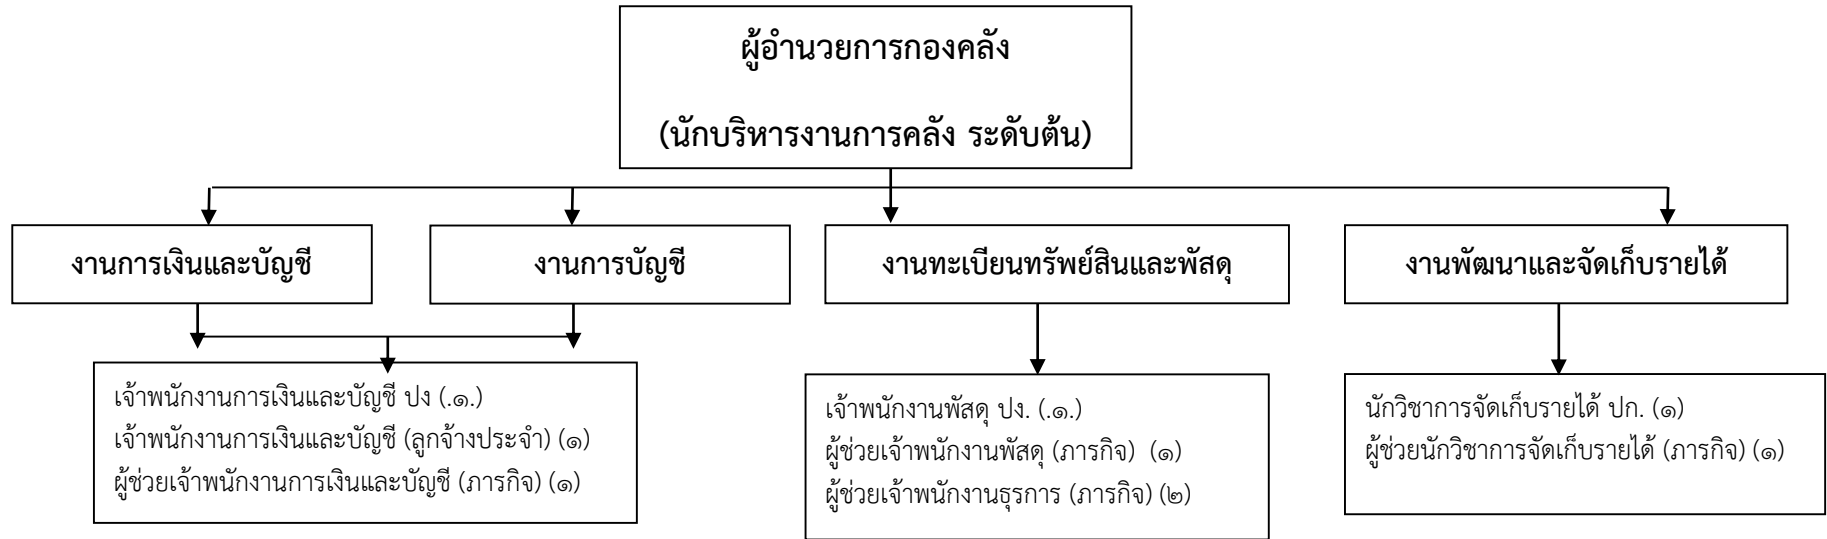 ผู้อำนวยการกองคลัง
(นักบริหารงานการคลัง ระดับต้น)
งานการเงินและบัญชี
งานการบัญชี
งานทะเบียนทรัพย์สินและพัสดุ
งานพัฒนาและจัดเก็บรายได้
เจ้าพนักงานการเงินและบัญชี ปง (.๑.)
เจ้าพนักงานการเงินและบัญชี (ลูกจ้างประจำ) (๑)
ผู้ช่วยเจ้าพนักงานการเงินและบัญชี (ภารกิจ) (๑)
เจ้าพนักงานพัสดุ ปง. (.๑.)
ผู้ช่วยเจ้าพนักงานพัสดุ (ภารกิจ) (๑)
ผู้ช่วยเจ้าพนักงานธุรการ (ภารกิจ) (๒)
นักวิชาการจัดเก็บรายได้ ปก. (๑)
ผู้ช่วยนักวิชาการจัดเก็บรายได้ (ภารกิจ) (๑)